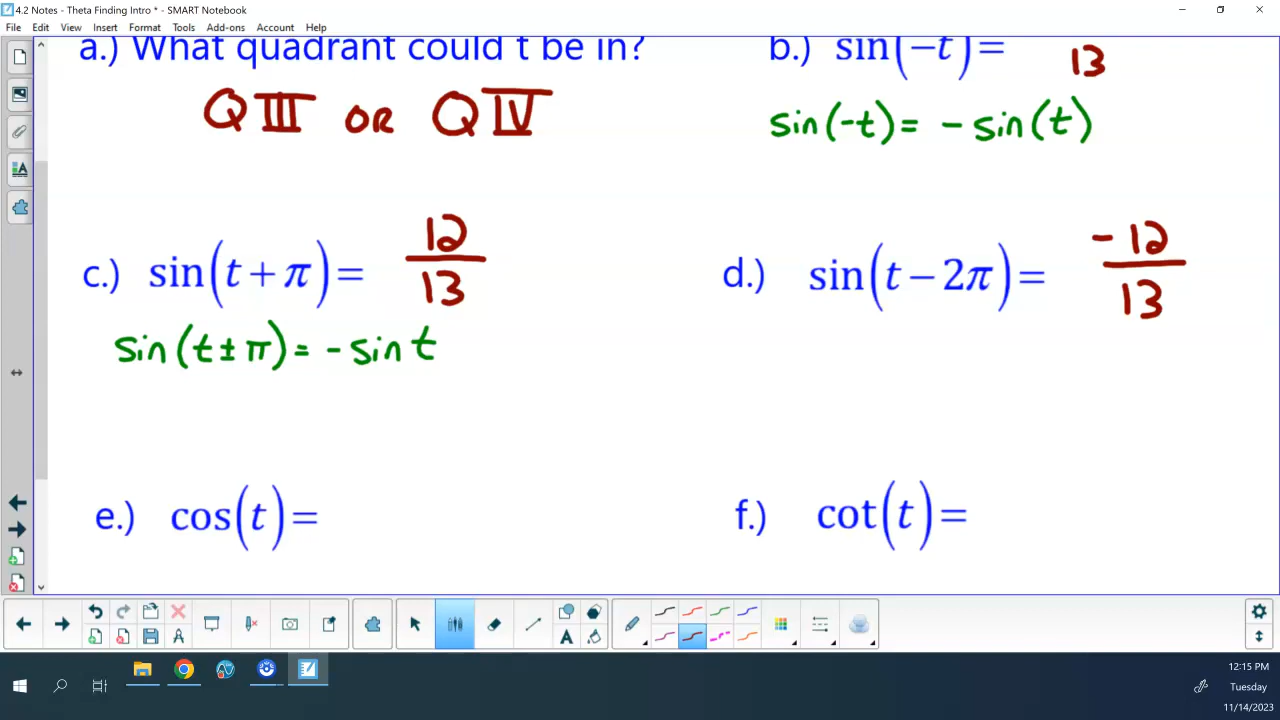 4.2 Notes - Theta Finding Intro * - SMART Notebook
File Edit View Insert Format Tools Add-ons Account Help
a.) What quadrant could t be in?
QIII OR QIV
b.) sin(−t)=
13
sin(-t) = - sin(t)
c.) sin(t + π)= 12/13
sin(t ± π) = - sin t
d.) sin(t − 2π)= -12/13
e.) cos(t)=
f.) cot(t)=
12:15 PM
Tuesday
11/14/2023